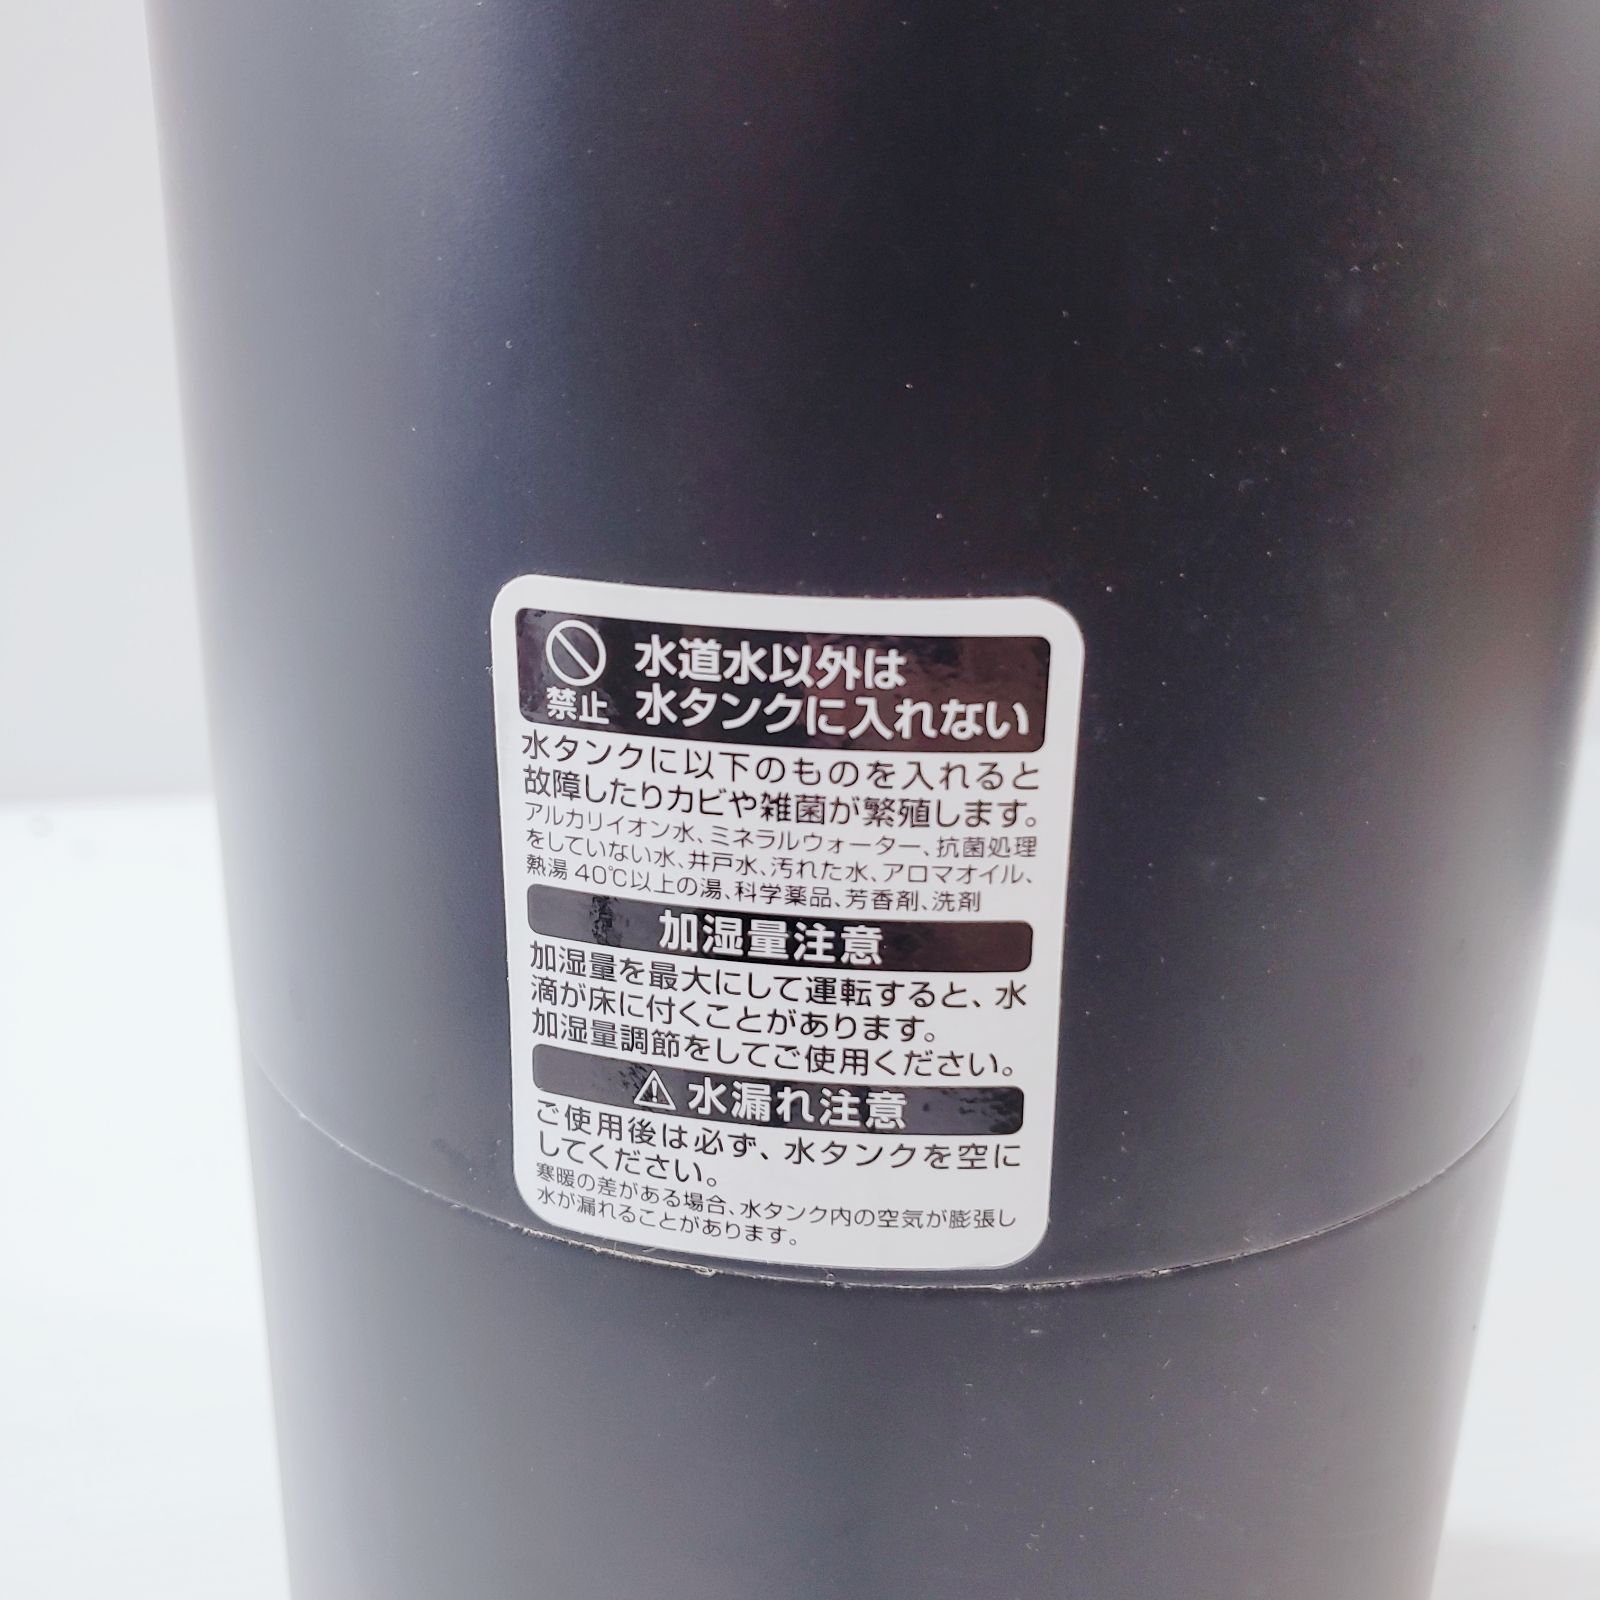 水道水以外は
禁止 水タンクに入れない
水タンクに以下のものを入れると
故障したりカビや雑菌が繁殖します。
アルカリイオン水、ミネラルウォーター、抗菌処理
をしていない水、井戸水、汚れた水、アロマオイル、
熱湯 40℃以上の湯、科学薬品、芳香剤、洗剤
加湿量注意
加湿量を最大にして運転すると、水
滴が床に付くことがあります。
加湿量調節をしてご使用ください。
⚠水漏れ注意
ご使用後は必ず、水タンクを空に
してください。
寒暖の差がある場合、水タンク内の空気が膨張し
水が漏れることがあります。